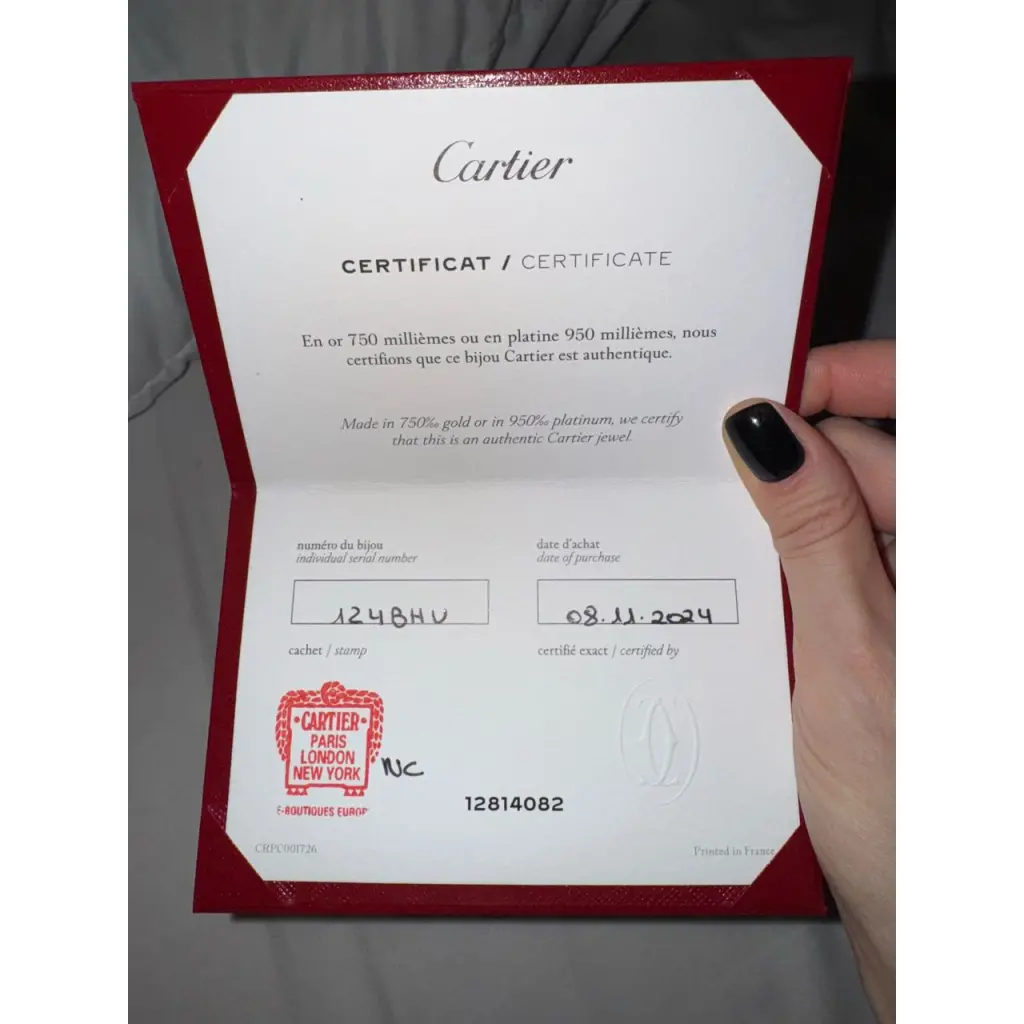 Cartier
CERTIFICAT / CERTIFICATE
En or 750 millièmes ou en platine 950 millièmes, nous
certifions que ce bijou Cartier est authentique.
Made in 750‰ gold or in 950‰ platinum, we certify
that this is an authentic Cartier jewel.
numéro du bijou
individual serial number
124BHU
date d'achat
date of purchase
08.11.2024
cachet / stamp
certifié exact / certified by
CARTIER
PARIS
LONDON
NEW YORK
E-BOUTIQUES EUROP
NC
12814082
CRPC001726
Printed in France